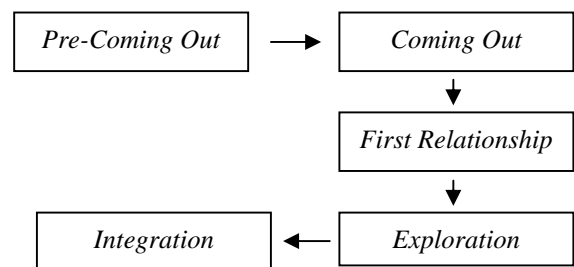 Pre-Coming Out
Coming Out
First Relationship
Exploration
Integration